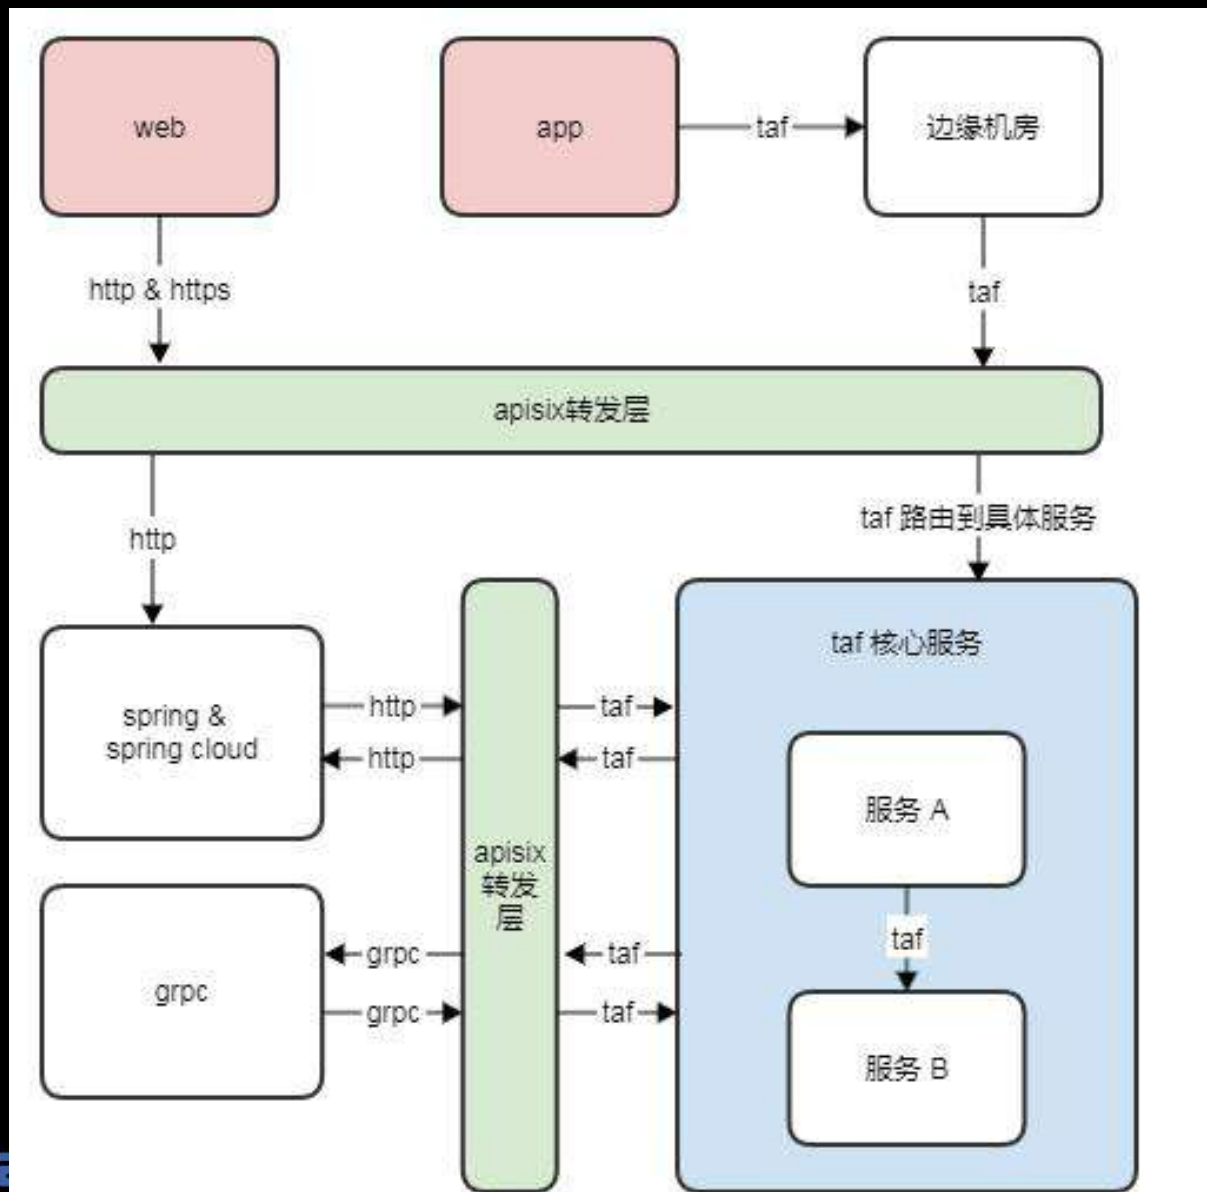 web
app
taf
边缘机房
http & https
taf
apisix转发层
http
taf 路由到具体服务
spring &
spring cloud
http
http
taf
taf
taf 核心服务
服务 A
taf
服务 B
apisix
转发
层
grpc
grpc
grpc
taf
taf